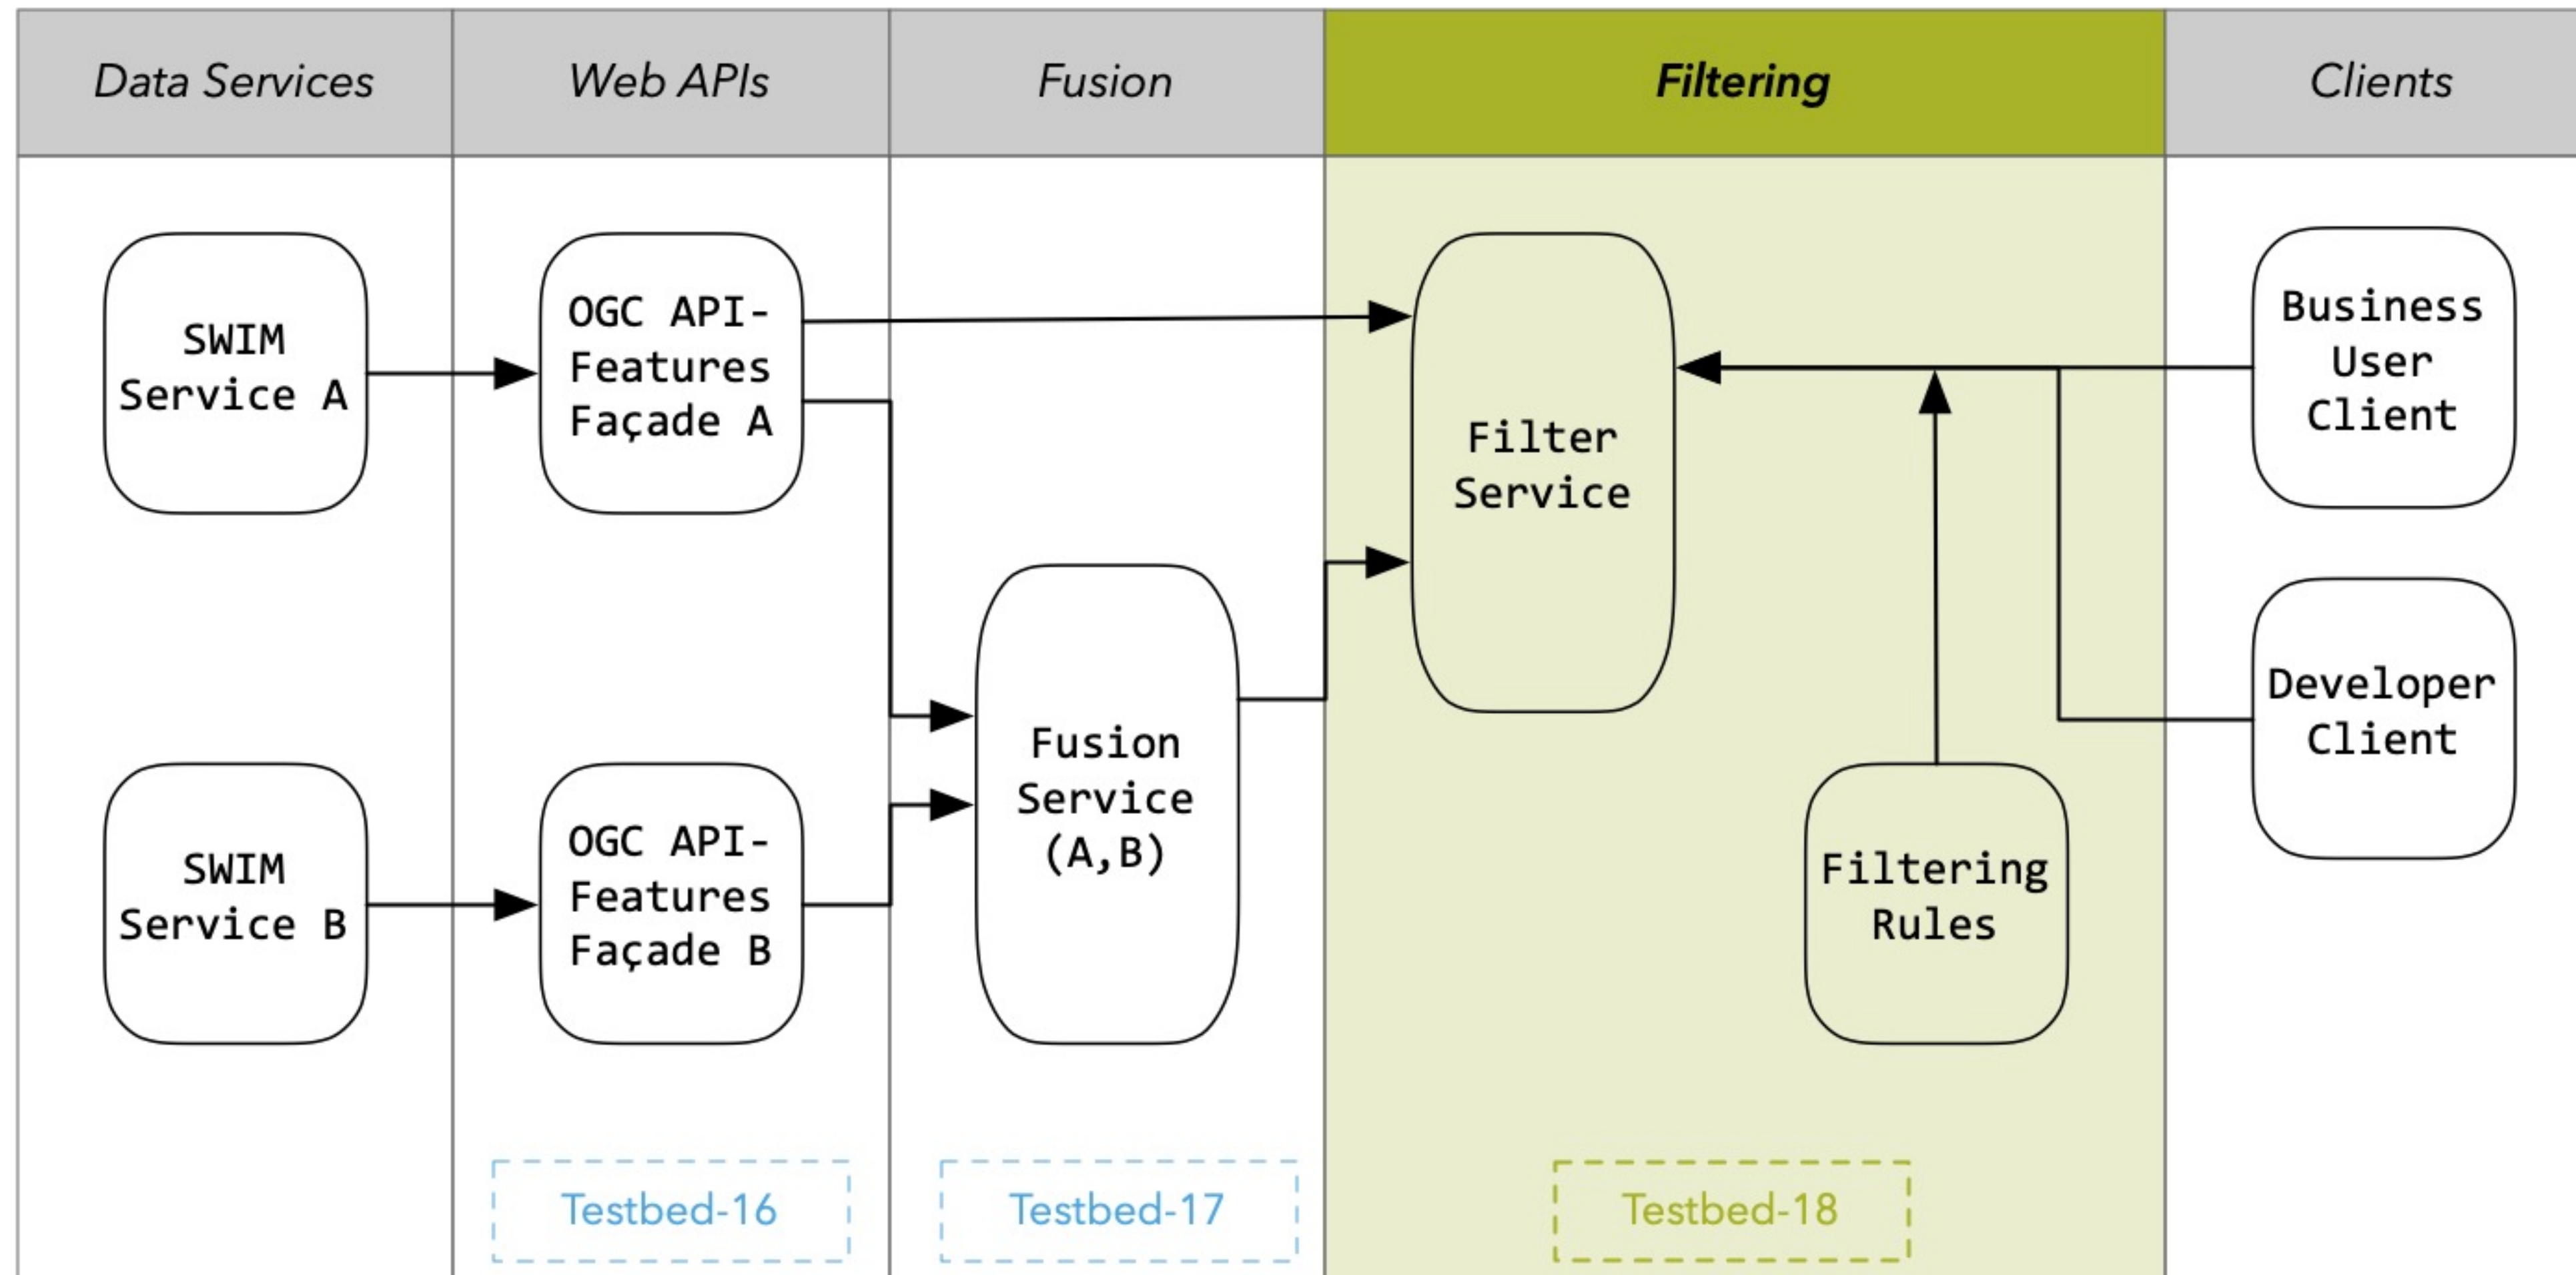 Data Services
Web APIs
Fusion
Filtering
Clients
SWIM
Service A
OGC API-
Features
Façade A
Filter
Service
Business
User
Client
Developer
Client
SWIM
Service B
OGC API-
Features
Façade B
Fusion
Service
(A,B)
Filtering
Rules
Testbed-16
Testbed-17
Testbed-18